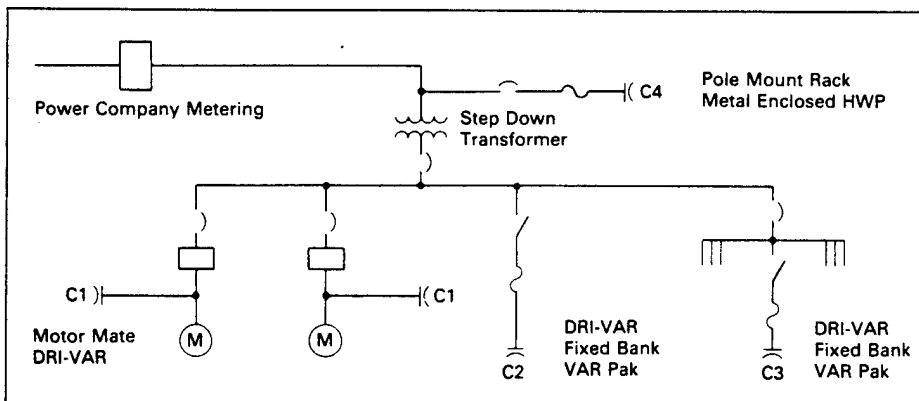 Power Company Metering
C4
Pole Mount Rack
Metal Enclosed HWP
Step Down
Transformer
C1
C1
Motor Mate
DRI-VAR
M
M
C2
DRI-VAR
Fixed Bank
VAR Pak
C3
DRI-VAR
Fixed Bank
VAR Pak